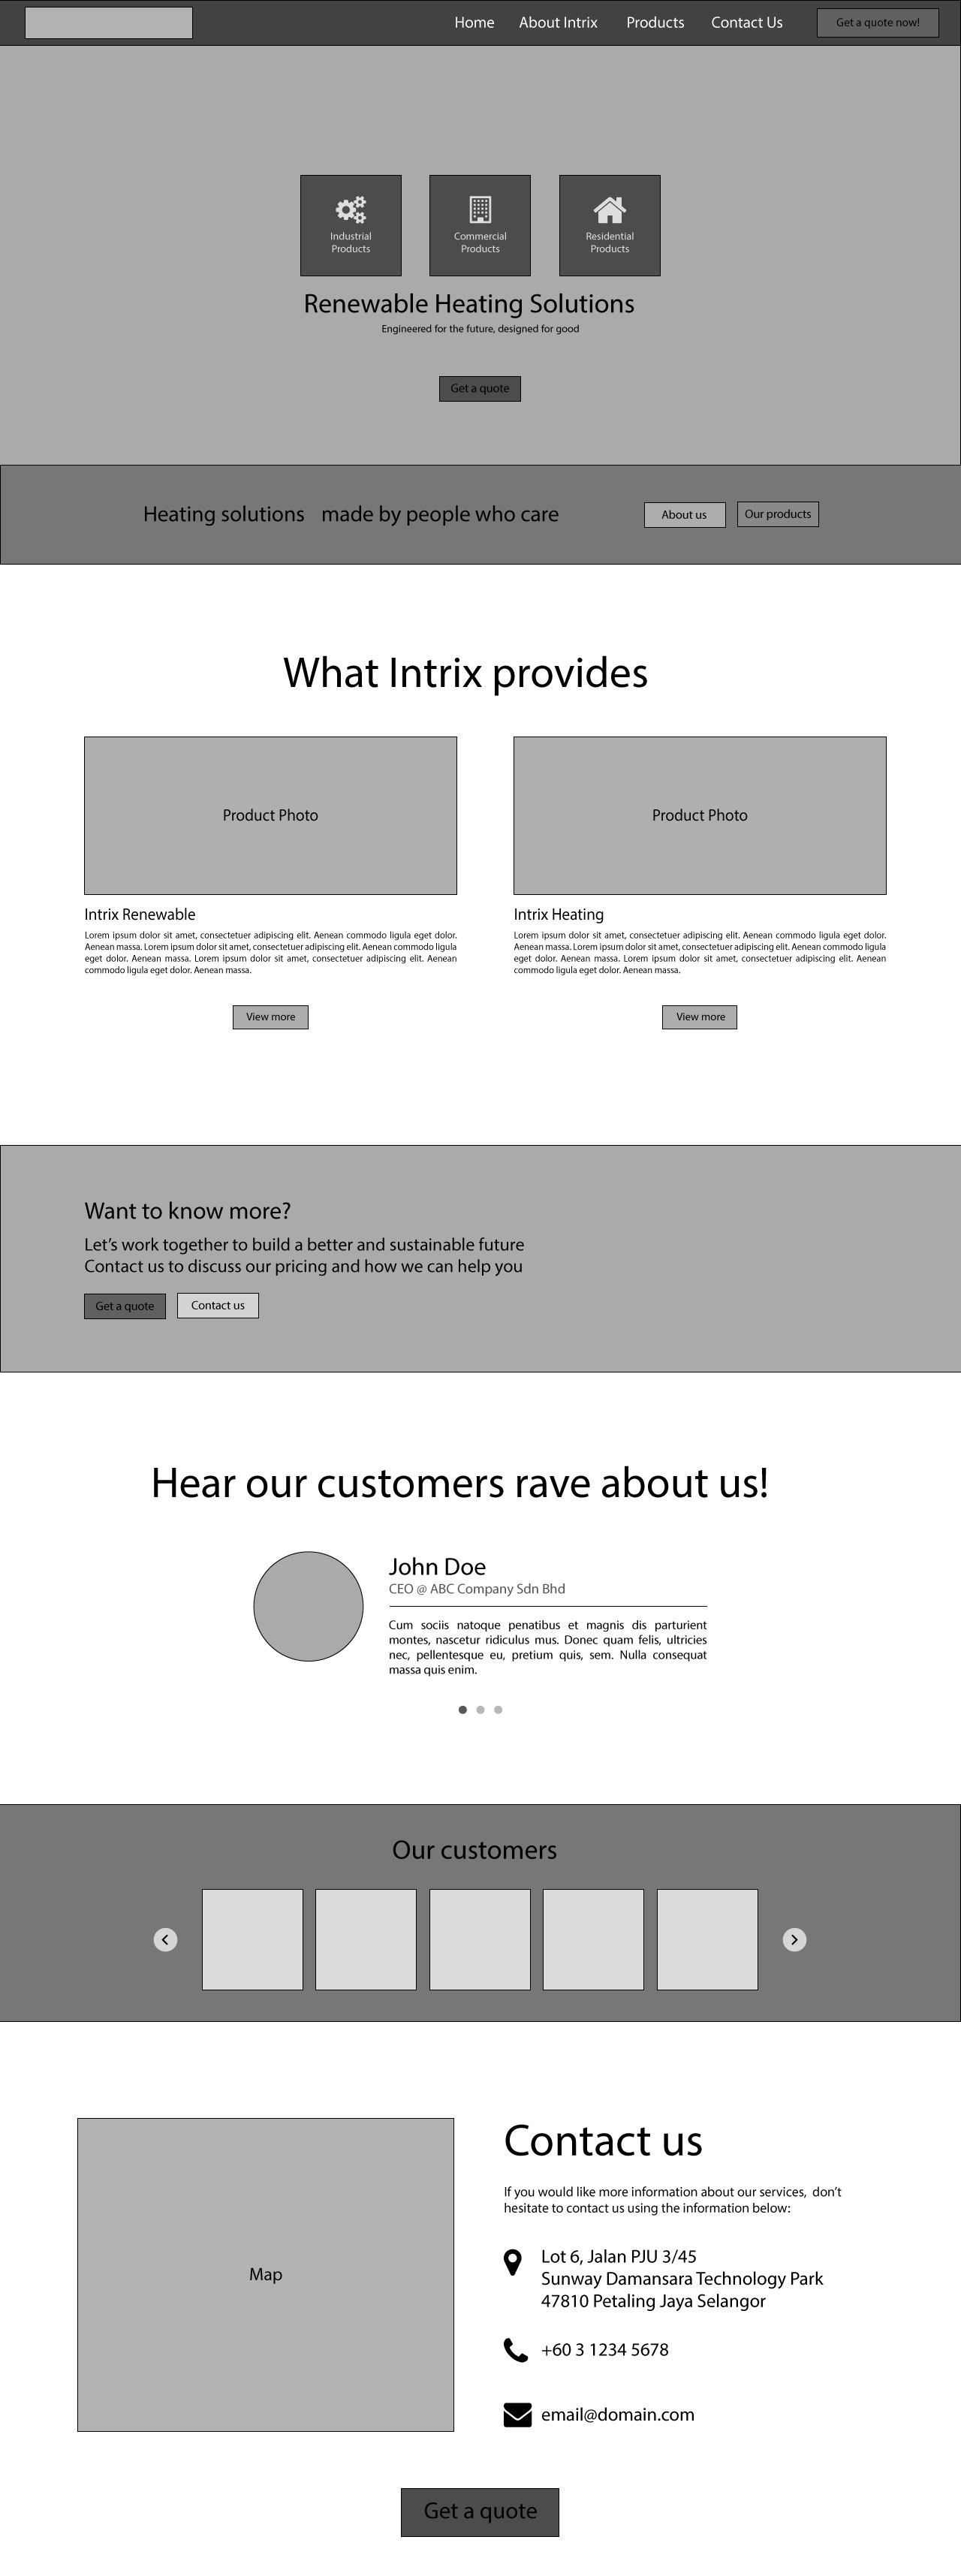 Home About Intrix Products Contact Us Get a quote now!
Industrial
Products
Commercial
Products
Residential
Products
Renewable Heating Solutions
Engineered for the future, designed for good
Get a quote
Heating solutions made by people who care
About us
Our products
What Intrix provides
Product Photo
Intrix Renewable
Lorem ipsum dolor sit amet, consectetuer adipiscing elit. Aenean commodo ligula eget dolor.
Aenean massa. Lorem ipsum dolor sit amet, consectetuer adipiscing elit. Aenean commodo ligula
eget dolor. Aenean massa. Lorem ipsum dolor sit amet, consectetuer adipiscing elit. Aenean
commodo ligula eget dolor. Aenean massa.
View more
Product Photo
Intrix Heating
Lorem ipsum dolor sit amet, consectetuer adipiscing elit. Aenean commodo ligula eget dolor.
Aenean massa. Lorem ipsum dolor sit amet, consectetuer adipiscing elit. Aenean commodo ligula
eget dolor. Aenean massa. Lorem ipsum dolor sit amet, consectetuer adipiscing elit. Aenean
commodo ligula eget dolor. Aenean massa.
View more
Want to know more?
Let’s work together to build a better and sustainable future
Contact us to discuss our pricing and how we can help you
Get a quote
Contact us
Hear our customers rave about us!
John Doe
CEO @ ABC Company Sdn Bhd
Cum sociis natoque penatibus et magnis dis parturient
montes, nascetur ridiculus mus. Donec quam felis, ultricies
nec, pellentesque eu, pretium quis, sem. Nulla consequat
massa quis enim.
Our customers
Map
Contact us
If you would like more information about our services, don’t
hesitate to contact us using the information below:
Lot 6, Jalan PJU 3/45
Sunway Damansara Technology Park
47810 Petaling Jaya Selangor
+60 3 1234 5678
email@domain.com
Get a quote